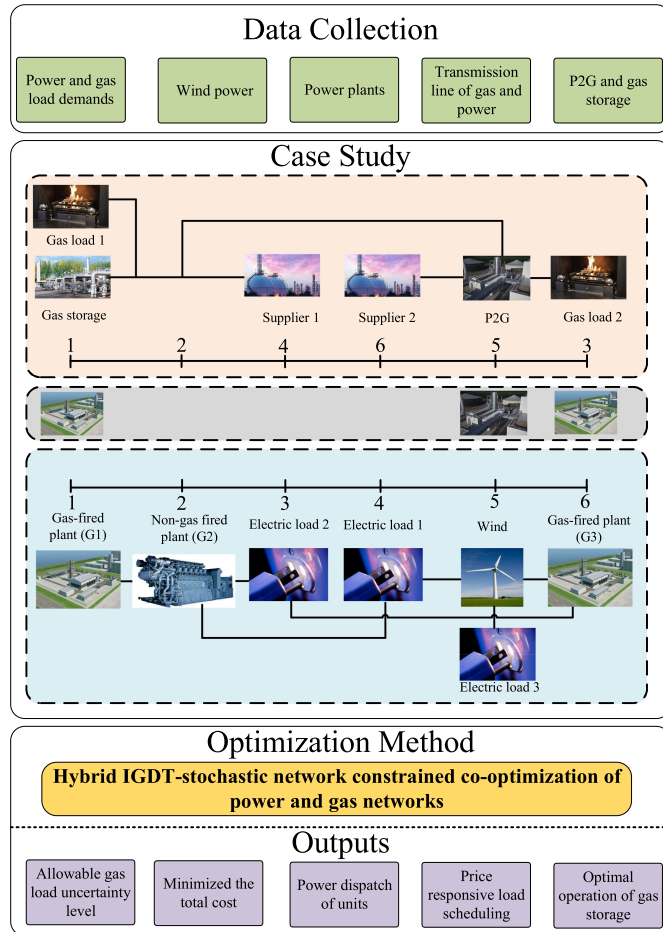 Data Collection
Power and gas
load demands
Wind power
Power plants
Transmission
line of gas and
power
P2G and gas
storage
Case Study
Gas load 1
Gas storage
Supplier 1
Supplier 2
P2G
Gas load 2
1 2 4 6 5 3
1 2 3 4 5 6
Gas-fired
plant (G1)
Non-gas fired
plant (G2)
Electric load 2
Electric load 1
Wind
Gas-fired plant
(G3)
Electric load 3
Optimization Method
Hybrid IGDT-stochastic network constrained co-optimization of
power and gas networks
Outputs
Allowable gas
load uncertainty
level
Minimized the
total cost
Power dispatch
of units
Price
responsive load
scheduling
Optimal
operation of gas
storage